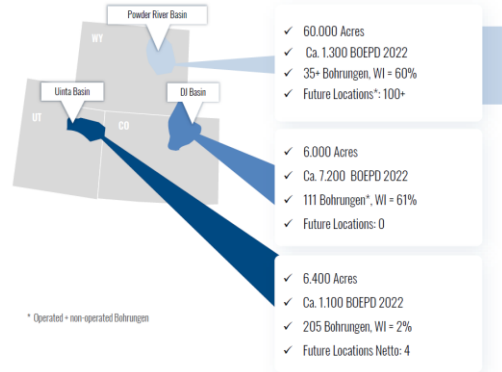 Powder River Basin
WY
Uinta Basin
DJ Basin
UT
CO
✓ 60.000 Acres
✓ Ca. 1.300 BOEPD 2022
✓ 35+ Bohrungen, WI = 60%
✓ Future Locations*: 100+
✓ 6.000 Acres
✓ Ca. 7.200 BOEPD 2022
✓ 111 Bohrungen*, WI = 61%
✓ Future Locations: 0
✓ 6.400 Acres
✓ Ca. 1.100 BOEPD 2022
✓ 205 Bohrungen, WI = 2%
✓ Future Locations Netto: 4
* Operated + non-operated Bohrungen